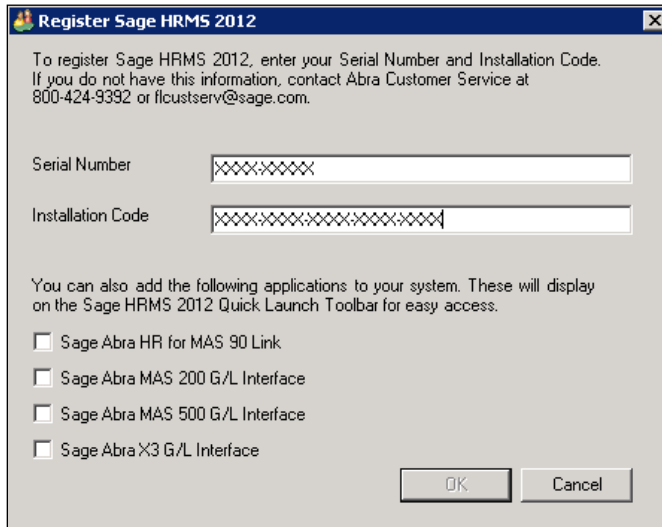 Register Sage HRMS 2012
To register Sage HRMS 2012, enter your Serial Number and Installation Code.
If you do not have this information, contact Abra Customer Service at
800-424-9392 or flcustserv@sage.com.
Serial Number
XXXX-XXXXX
Installation Code
XXXX-XXXX-XXXX-XXXX-XXXX
You can also add the following applications to your system. These will display
on the Sage HRMS 2012 Quick Launch Toolbar for easy access.
Sage Abra HR for MAS 90 Link
Sage Abra MAS 200 G/L Interface
Sage Abra MAS 500 G/L Interface
Sage Abra X3 G/L Interface
OK
Cancel